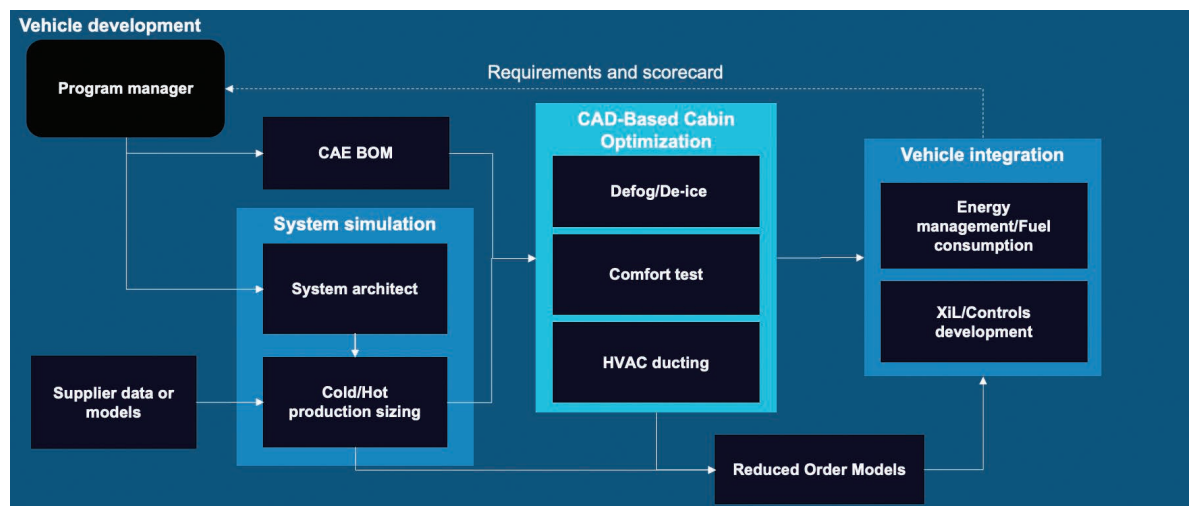 Vehicle development
Program manager
Requirements and scorecard
CAE BOM
System simulation
System architect
Supplier data or
models
Cold/Hot
production sizing
CAD-Based Cabin
Optimization
Defog/De-ice
Comfort test
HVAC ducting
Reduced Order Models
Vehicle integration
Energy
management/Fuel
consumption
XiL/Controls
development